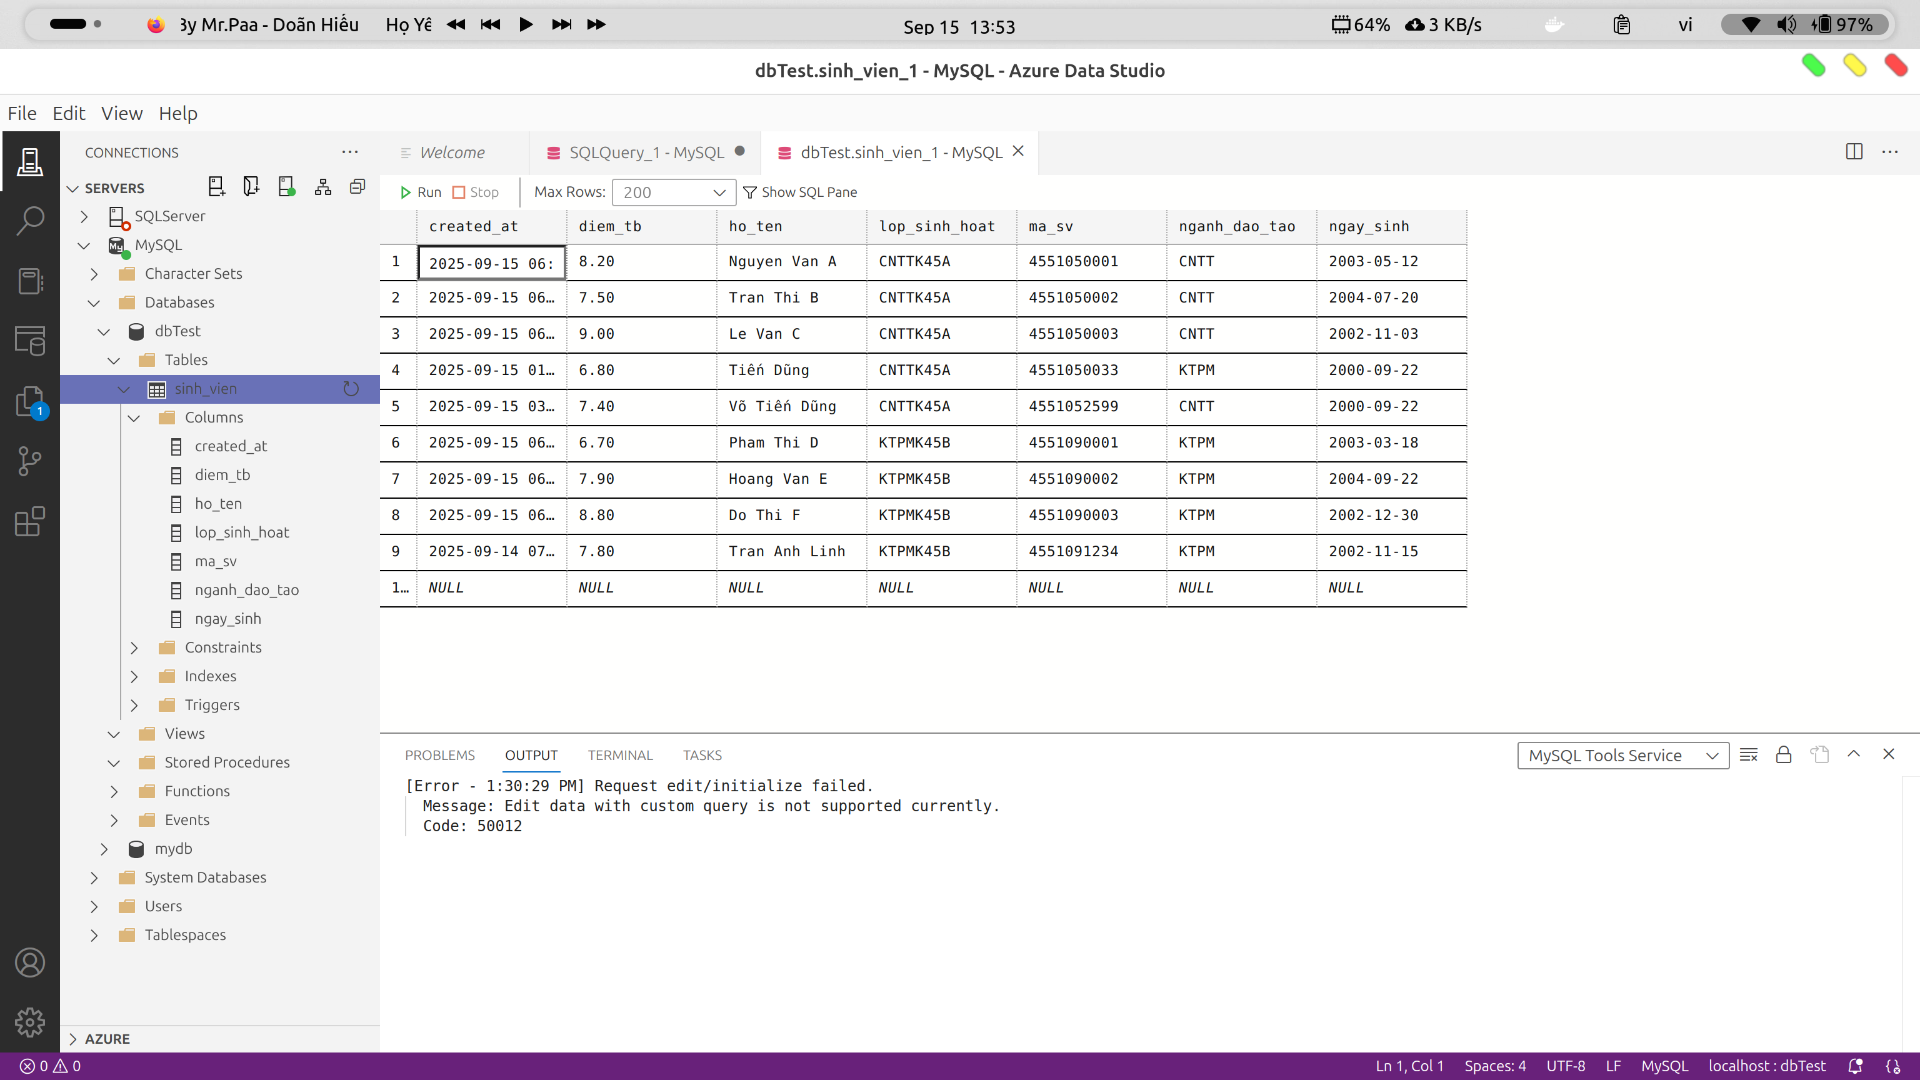 By Mr.Paa - Doãn Hiếu Họ Yê Sep 15 13:53 64% 3 KB/s vi 97%
dbTest.sinh_vien_1 - MySQL - Azure Data Studio
File Edit View Help
CONNECTIONS
SERVERS
SQLServer
MySQL
Character Sets
Databases
dbTest
Tables
sinh_vien
Columns
created_at
diem_tb
ho_ten
lop_sinh_hoat
ma_sv
nganh_dao_tao
ngay_sinh
Constraints
Indexes
Triggers
Views
Stored Procedures
Functions
Events
mydb
System Databases
Users
Tablespaces
AZURE
1
Welcome SQLQuery_1 - MySQL dbTest.sinh_vien_1 - MySQL
Run Stop Max Rows: 200 Show SQL Pane
created_at diem_tb ho_ten lop_sinh_hoat ma_sv nganh_dao_tao ngay_sinh
1 2025-09-15 06: 8.20 Nguyen Van A CNTTK45A 4551050001 CNTT 2003-05-12
2 2025-09-15 06… 7.50 Tran Thi B CNTTK45A 4551050002 CNTT 2004-07-20
3 2025-09-15 06… 9.00 Le Van C CNTTK45A 4551050003 CNTT 2002-11-03
4 2025-09-15 01… 6.80 Tiến Dũng CNTTK45A 4551050033 KTPM 2000-09-22
5 2025-09-15 03… 7.40 Võ Tiến Dũng CNTTK45A 4551052599 CNTT 2000-09-22
6 2025-09-15 06… 6.70 Pham Thi D KTPMK45B 4551090001 KTPM 2003-03-18
7 2025-09-15 06… 7.90 Hoang Van E KTPMK45B 4551090002 KTPM 2004-09-22
8 2025-09-15 06… 8.80 Do Thi F KTPMK45B 4551090003 KTPM 2002-12-30
9 2025-09-14 07… 7.80 Tran Anh Linh KTPMK45B 4551091234 KTPM 2002-11-15
1… NULL NULL NULL NULL NULL NULL NULL
PROBLEMS OUTPUT TERMINAL TASKS MySQL Tools Service
[Error - 1:30:29 PM] Request edit/initialize failed.
Message: Edit data with custom query is not supported currently.
Code: 50012
0 0 Ln 1, Col 1 Spaces: 4 UTF-8 LF MySQL localhost : dbTest